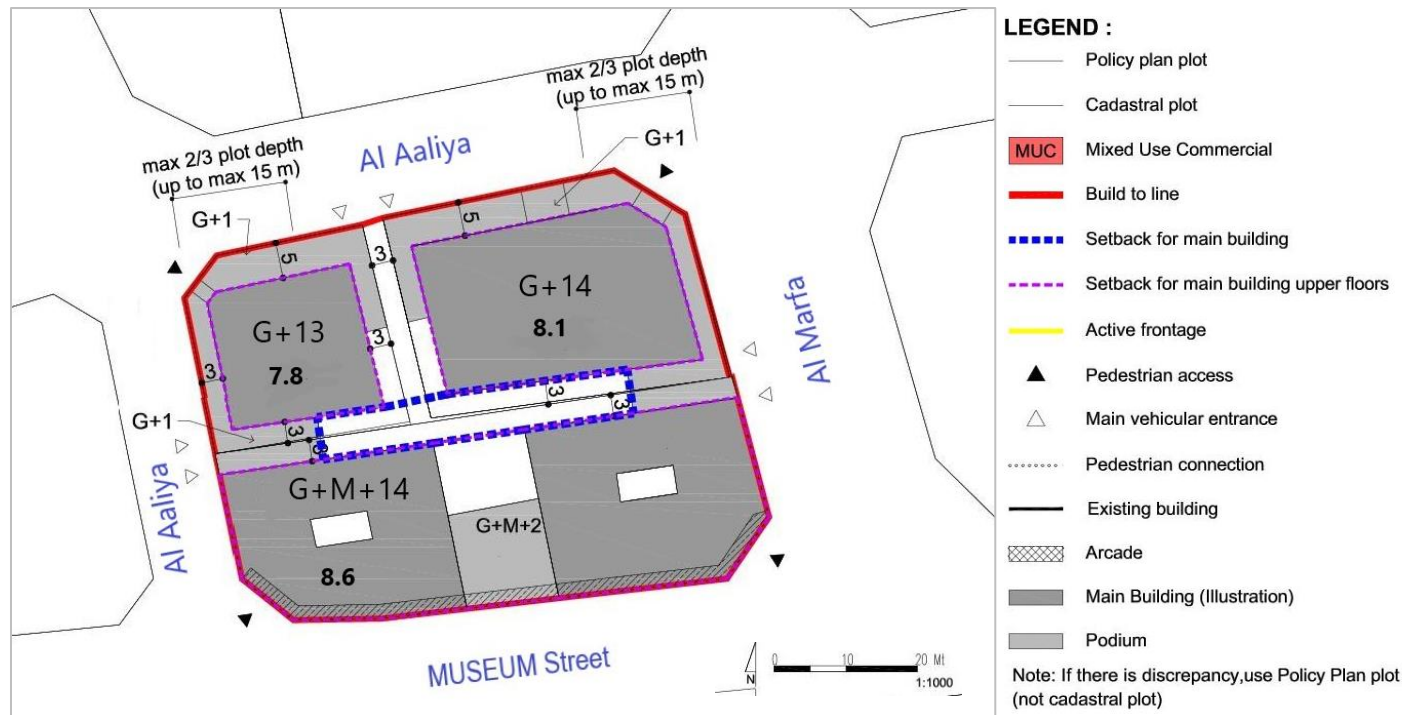 max 2/3 plot depth
(up to max 15 m)
G+1
Al Aaliya
max 2/3 plot depth
(up to max 15 m)
G+1
5
5
3
G+14
8.1
G+13
7.8
3
3
3
3
G+1
3
3
Al Marfa
Al Aaliya
G+M+14
8.6
G+M+2
MUSEUM Street
N
0 10 20 Mt
1:1000
LEGEND :
Policy plan plot
Cadastral plot
MUC Mixed Use Commercial
Build to line
Setback for main building
Setback for main building upper floors
Active frontage
Pedestrian access
Main vehicular entrance
Pedestrian connection
Existing building
Arcade
Main Building (Illustration)
Podium
Note: If there is discrepancy,use Policy Plan plot
(not cadastral plot)